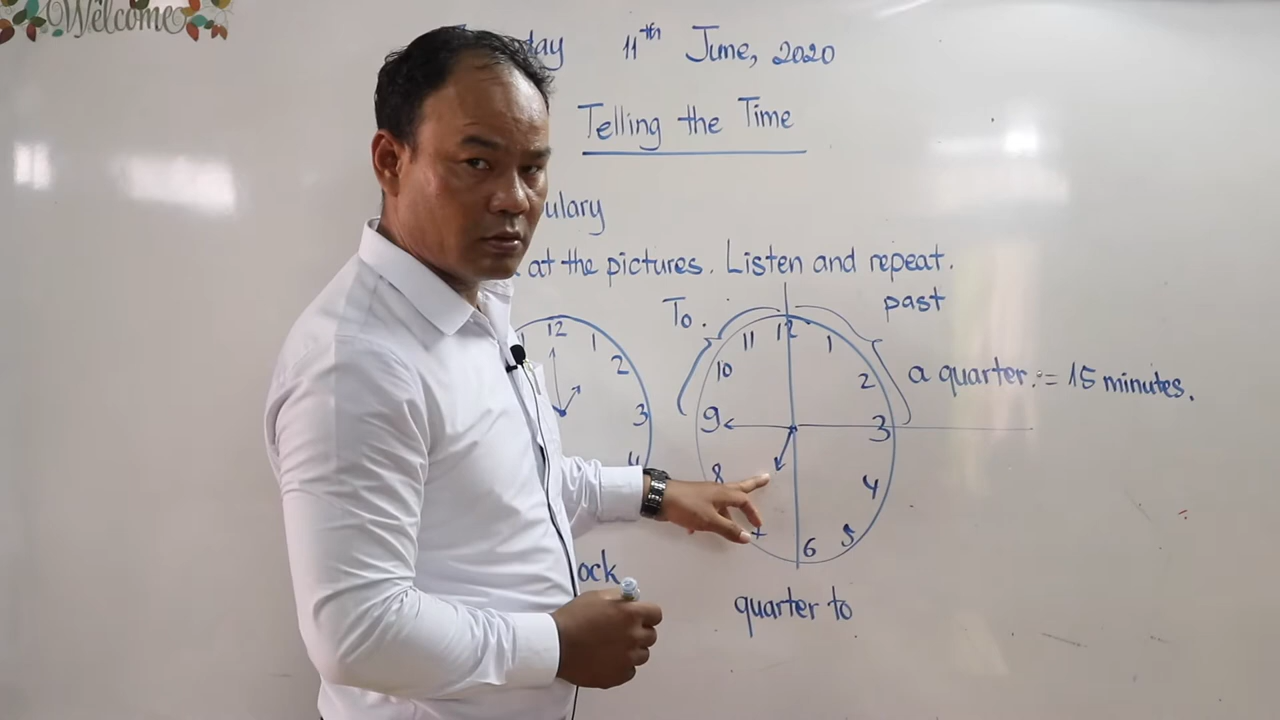 Welcome
day 11th June, 2020
Telling the Time
ulary
at the pictures. Listen and repeat.
To. past
12 1 2 3 4
11 12 1 2 3 4 5 6 7 8 9 10
a quarter. = 15 minutes.
ock
quarter to